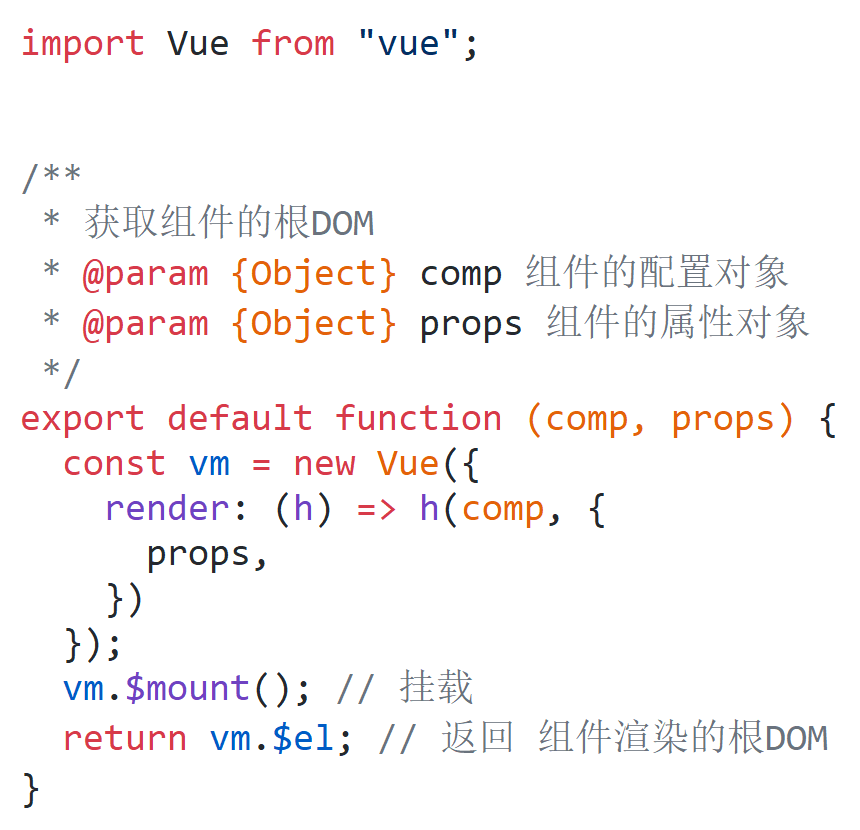 import Vue from "vue";
/**
 * 获取组件的根DOM
 * @param {Object} comp 组件的配置对象
 * @param {Object} props 组件的属性对象
 */
export default function (comp, props) {
  const vm = new Vue({
    render: (h) => h(comp, {
      props,
    })
  });
  vm.$mount(); // 挂载
  return vm.$el; // 返回 组件渲染的根DOM
}